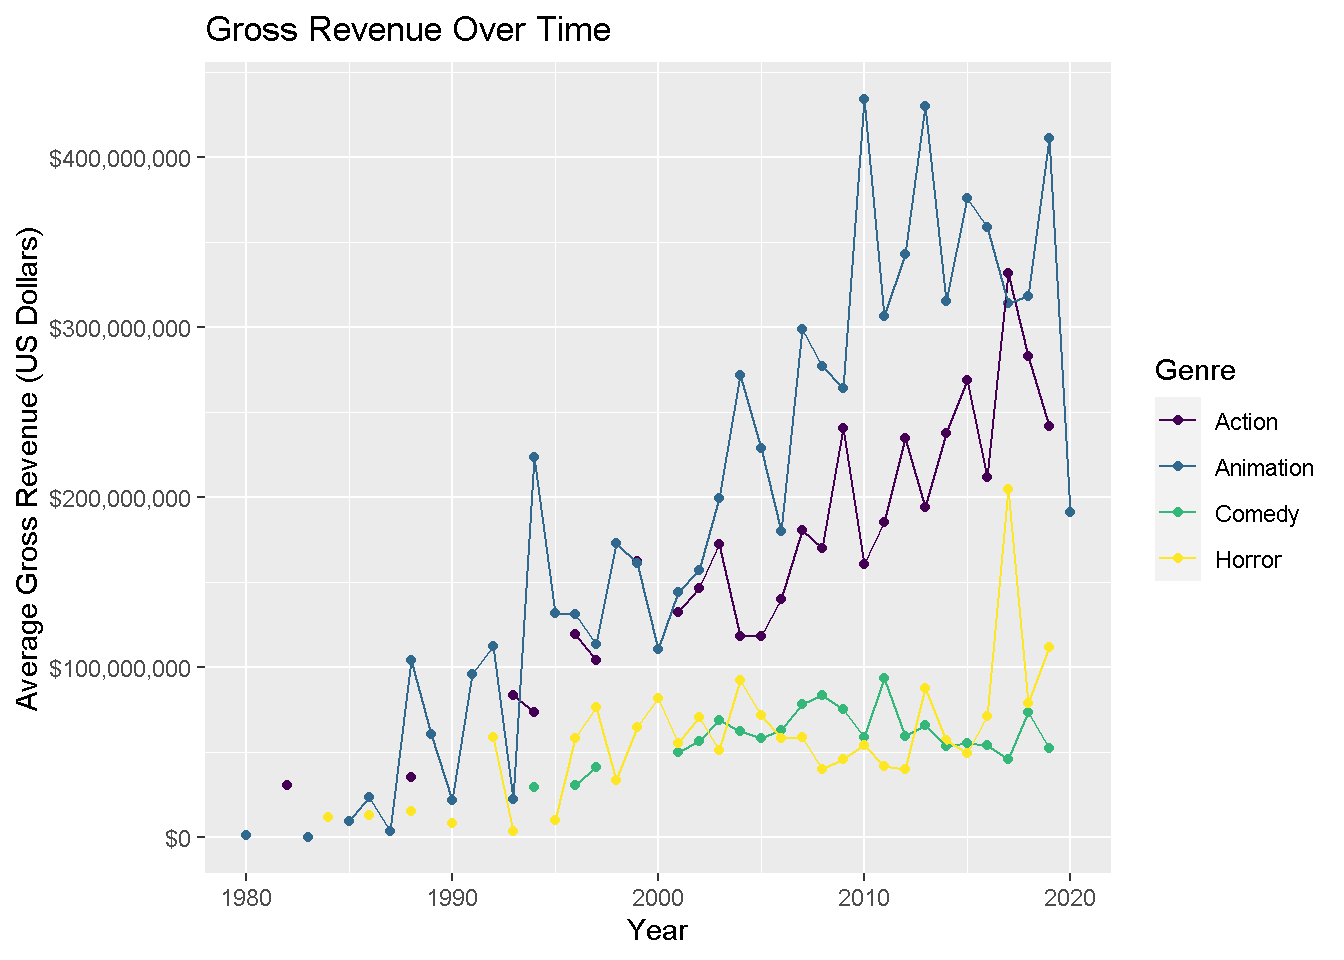 Gross Revenue Over Time
Average Gross Revenue (US Dollars)
$400,000,000
$300,000,000
$200,000,000
$100,000,000
$0
1980
1990
2000
2010
2020
Year
Genre
Action
Animation
Comedy
Horror